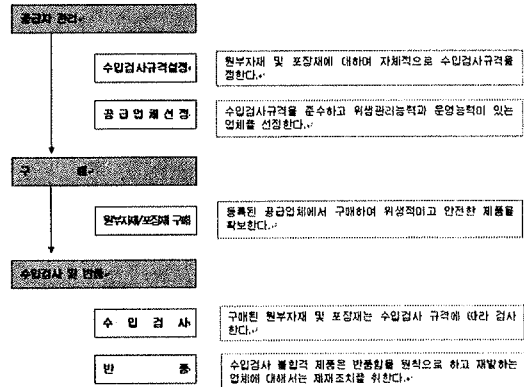 공급자 관리
수입검사규격설정
원부자재 및 포장재에 대하여 자체적으로 수입검사규격을
정한다.
공 급 업 체 선 정
수입검사규격을 준수하고 위생관리능력과 운영능력이 있는
업체를 선정한다.
구 매
원부자재/포장재 구매
등록된 공급업체에서 구매하여 위생적이고 안전한 제품을
확보한다.
수입검사 및 반품
수 입 검 사
구매된 원부자재 및 포장재는 수입검사 규격에 따라 검사
한다.
반 품
수입검사 불합격 제품은 반품함을 원칙으로 하고 재발하는
업체에 대해서는 제재조치를 취한다.